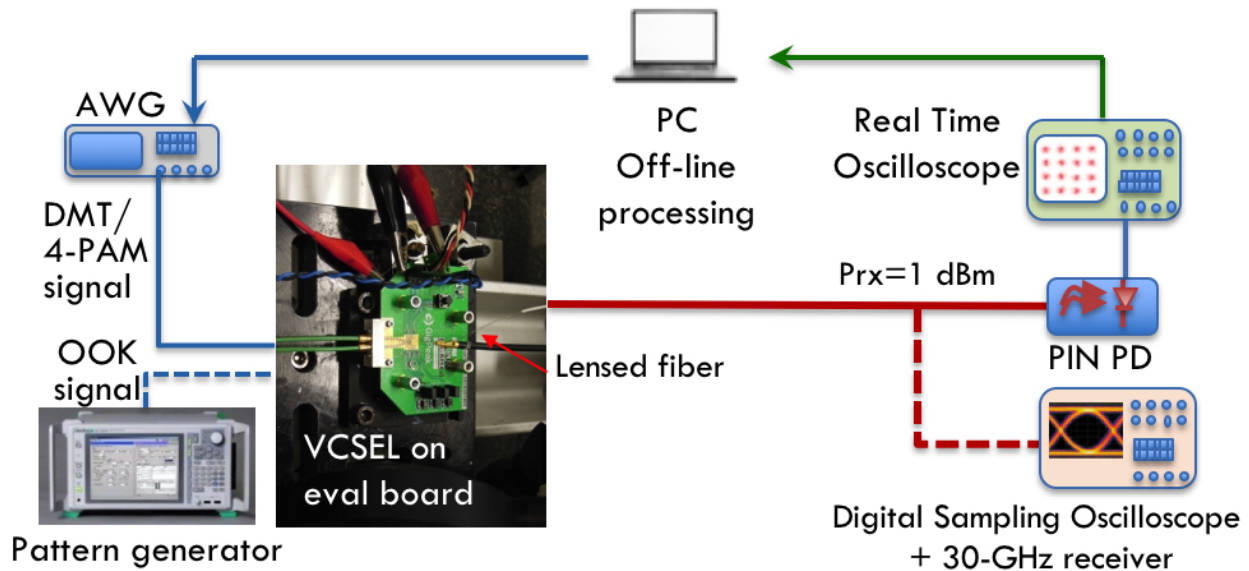 AWG
PC
Off-line
processing
Real Time
Oscilloscope
DMT/
4-PAM
signal
Prx=1 dBm
OOK
signal
GigPeak
Lensed fiber
PIN PD
VCSEL on
eval board
Pattern generator
Digital Sampling Oscilloscope
+ 30-GHz receiver